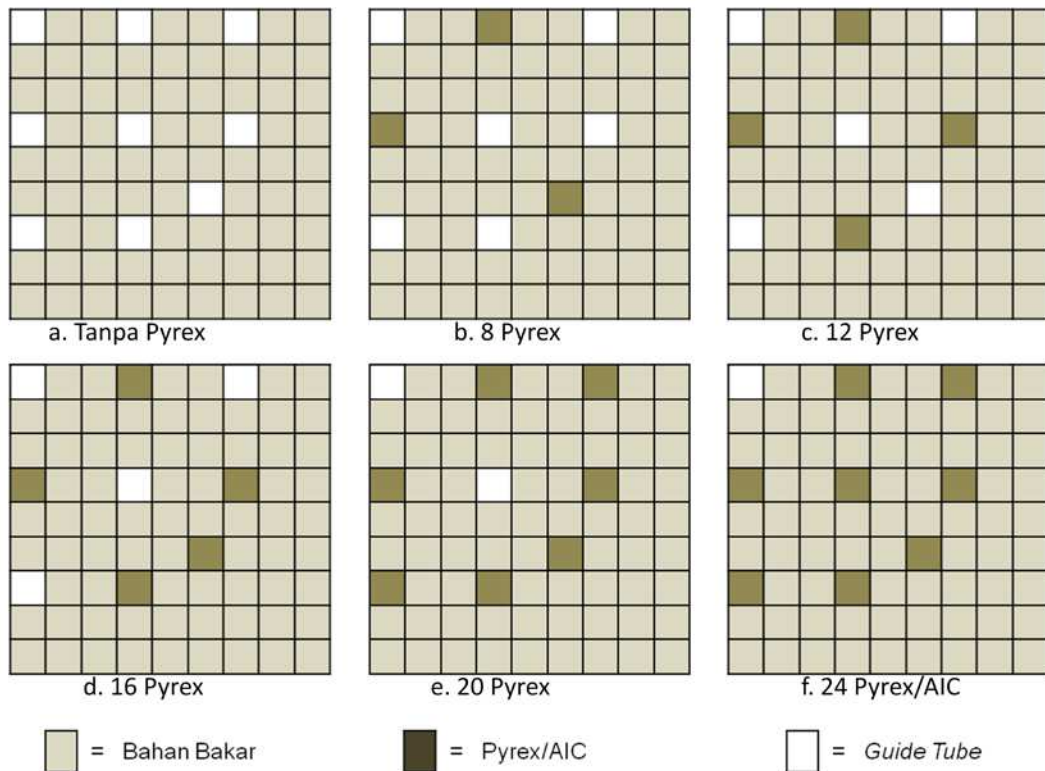 a. Tanpa Pyrex
b. 8 Pyrex
c. 12 Pyrex
d. 16 Pyrex
e. 20 Pyrex
f. 24 Pyrex/AIC
= Bahan Bakar
= Pyrex/AIC
= Guide Tube